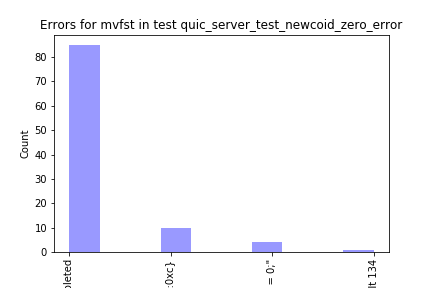 Errors for mvfst in test quic_server_test_newcoid_zero_error
Count
80
70
60
50
40
30
20
10
0
pleted
:0xc}
= 0;"
lt 134